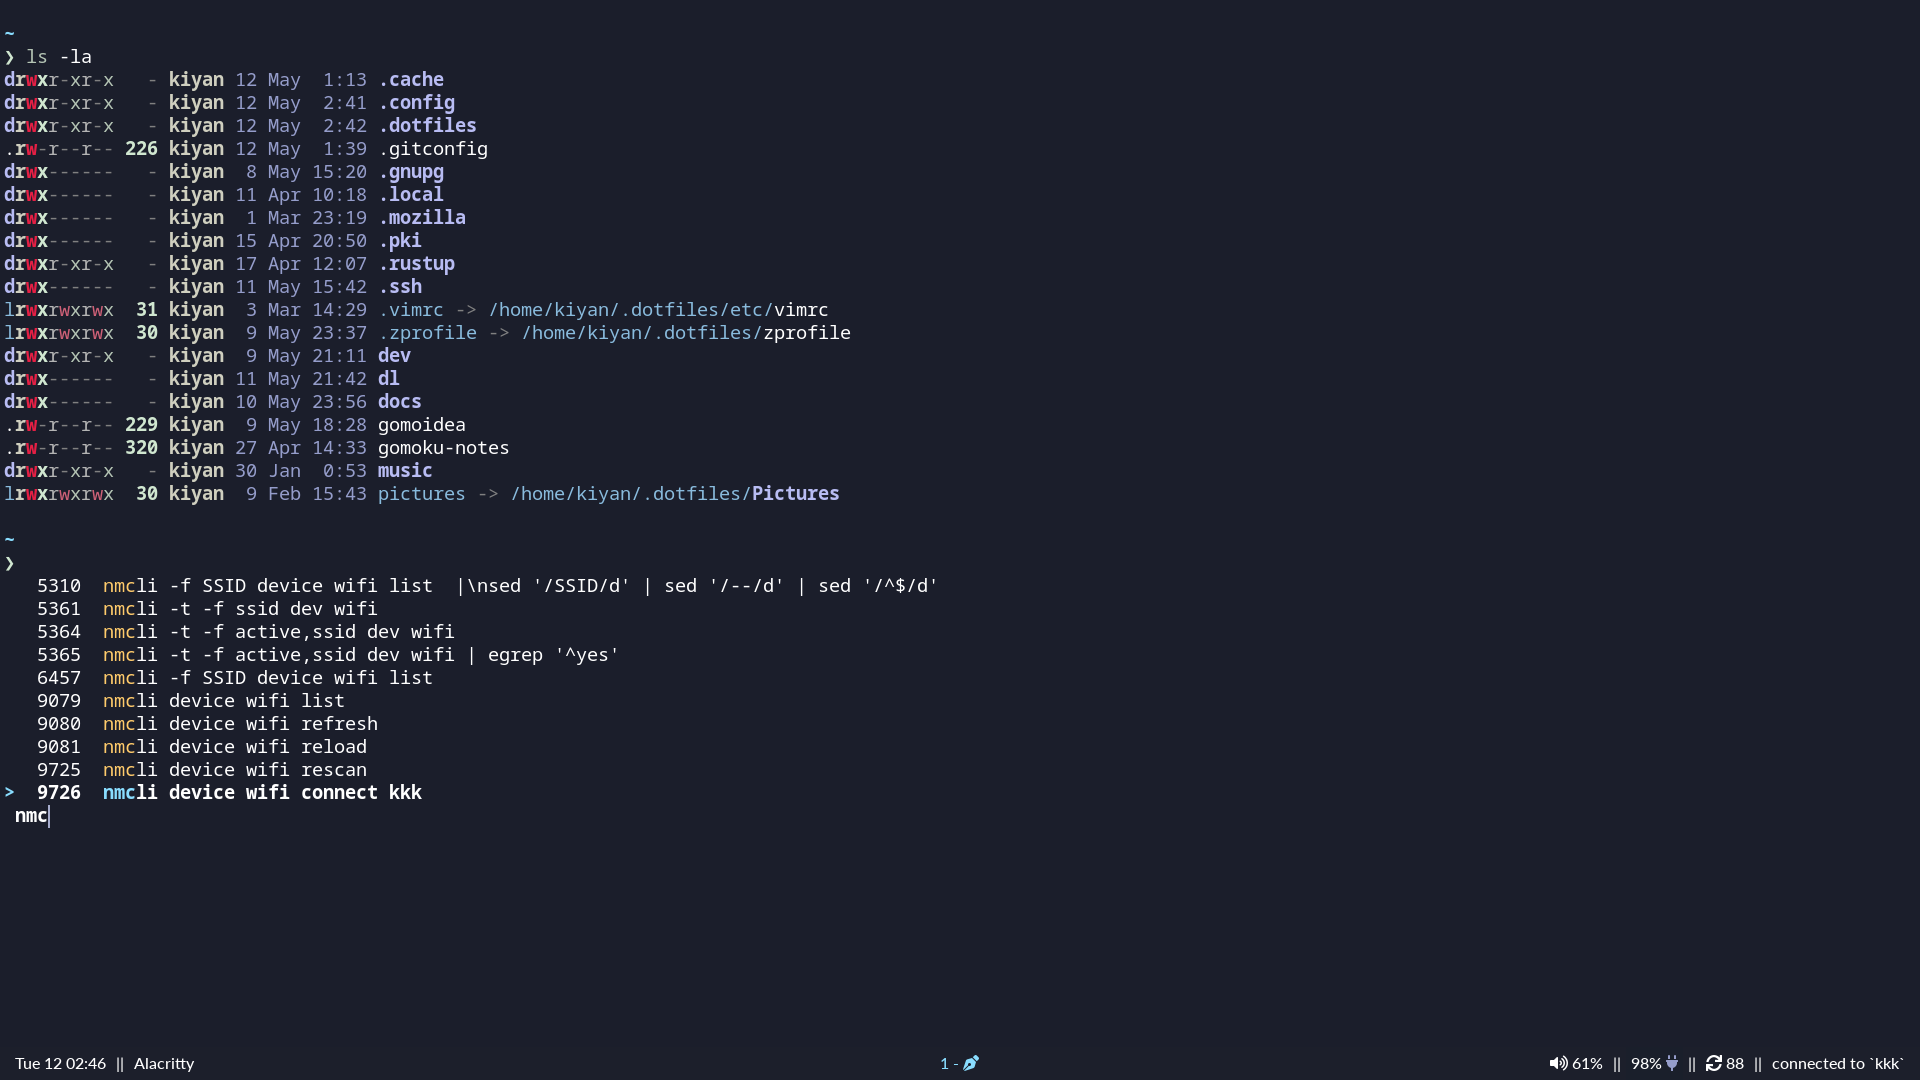 ~
❯ ls -la
drwxr-xr-x   - kiyan 12 May  1:13 .cache
drwxr-xr-x   - kiyan 12 May  2:41 .config
drwxr-xr-x   - kiyan 12 May  2:42 .dotfiles
.rw-r--r-- 226 kiyan 12 May  1:39 .gitconfig
drwx------   - kiyan  8 May 15:20 .gnupg
drwx------   - kiyan 11 Apr 10:18 .local
drwx------   - kiyan  1 Mar 23:19 .mozilla
drwx------   - kiyan 15 Apr 20:50 .pki
drwxr-xr-x   - kiyan 17 Apr 12:07 .rustup
drwx------   - kiyan 11 May 15:42 .ssh
lrwxrwxrwx  31 kiyan  3 Mar 14:29 .vimrc -> /home/kiyan/.dotfiles/etc/vimrc
lrwxrwxrwx  30 kiyan  9 May 23:37 .zprofile -> /home/kiyan/.dotfiles/zprofile
drwxr-xr-x   - kiyan  9 May 21:11 dev
drwx------   - kiyan 11 May 21:42 dl
drwx------   - kiyan 10 May 23:56 docs
.rw-r--r-- 229 kiyan  9 May 18:28 gomoidea
.rw-r--r-- 320 kiyan 27 Apr 14:33 gomoku-notes
drwxr-xr-x   - kiyan 30 Jan  0:53 music
lrwxrwxrwx  30 kiyan  9 Feb 15:43 pictures -> /home/kiyan/.dotfiles/Pictures
~
❯
   5310  nmcli -f SSID device wifi list  |\nsed '/SSID/d' | sed '/--/d' | sed '/^$/d'
   5361  nmcli -t -f ssid dev wifi
   5364  nmcli -t -f active,ssid dev wifi
   5365  nmcli -t -f active,ssid dev wifi | egrep '^yes'
   6457  nmcli -f SSID device wifi list
   9079  nmcli device wifi list
   9080  nmcli device wifi refresh
   9081  nmcli device wifi reload
   9725  nmcli device wifi rescan
>  9726  nmcli device wifi connect kkk
 nmc
Tue 12 02:46 || Alacritty 1 - 61% || 98% || 88 || connected to `kkk`